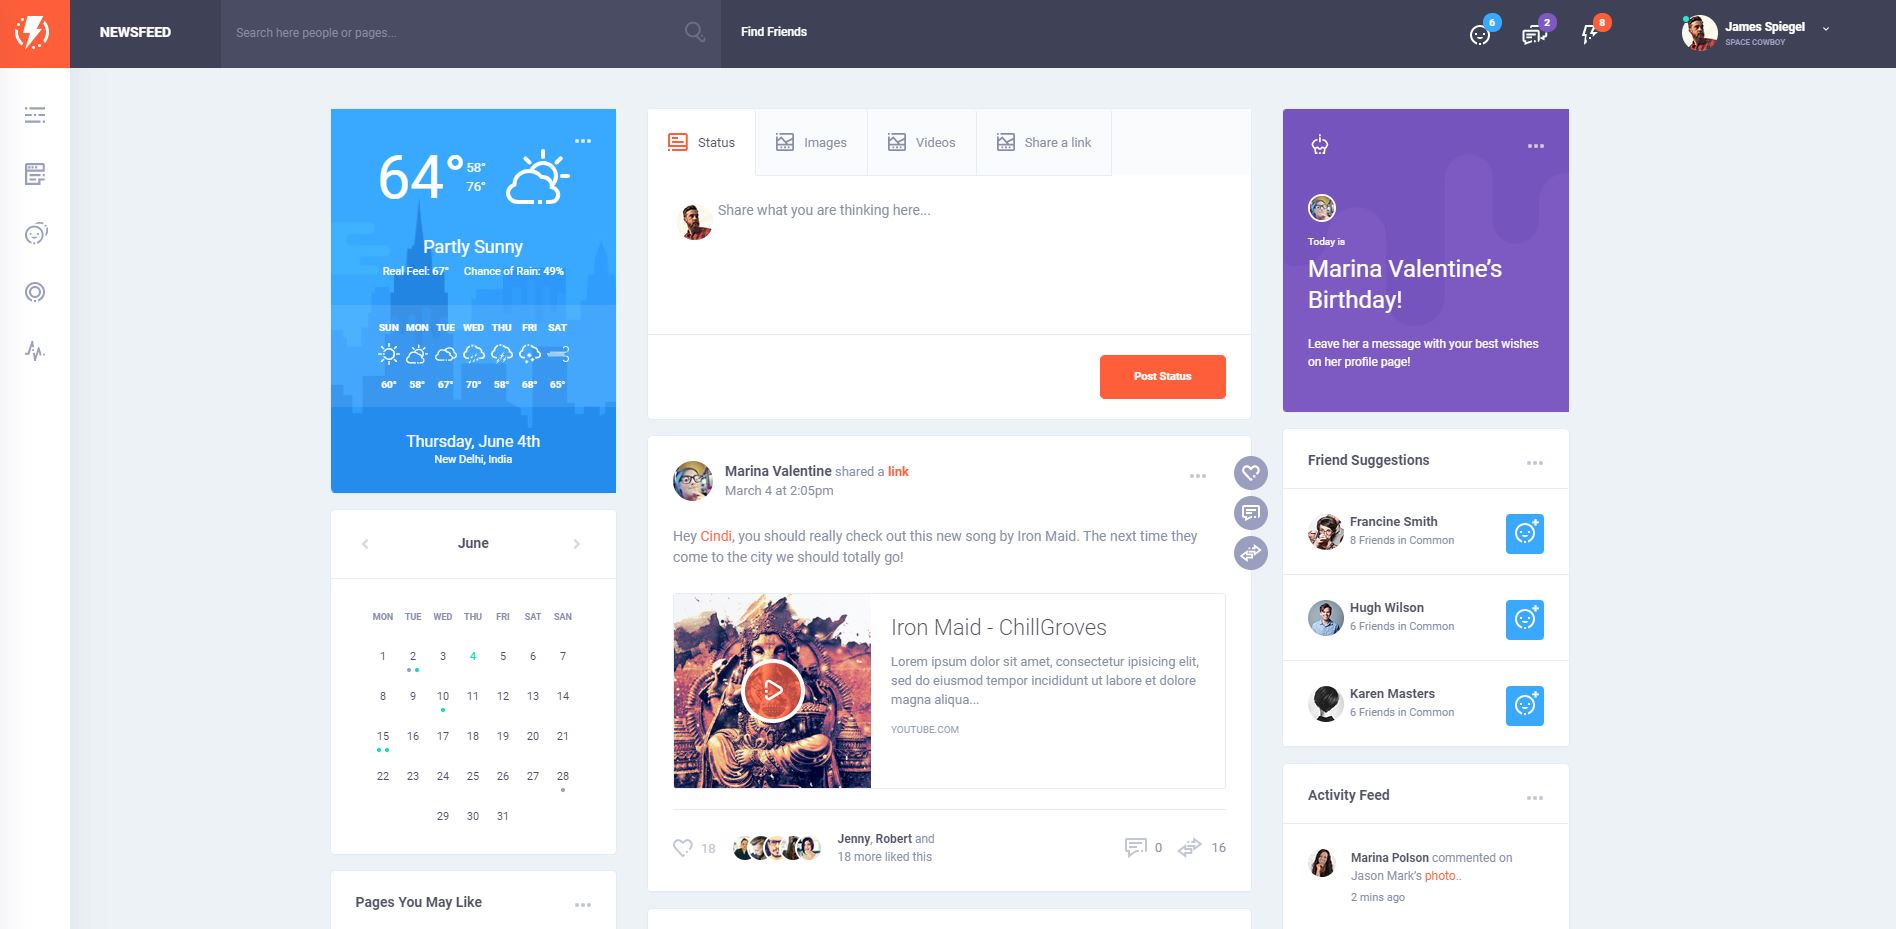 NEWSFEED
Search here people or pages...
Find Friends
6
2
8
James Spiegel
SPACE COWBOY
64°
58°
76°
Partly Sunny
Real Feel: 67° Chance of Rain: 49%
SUN MON TUE WED THU FRI SAT
60° 58° 67° 70° 58° 68° 65°
Thursday, June 4th
New Delhi, India
June
MON TUE WED THU FRI SAT SAN
1 2 3 4 5 6 7
8 9 10 11 12 13 14
15 16 17 18 19 20 21
22 23 24 25 26 27 28
29 30 31
Pages You May Like
Status
Images
Videos
Share a link
Share what you are thinking here...
Post Status
Marina Valentine shared a link
March 4 at 2:05pm
Hey Cindi, you should really check out this new song by Iron Maid. The next time they
come to the city we should totally go!
Iron Maid - ChillGroves
Lorem ipsum dolor sit amet, consectetur ipisicing elit,
sed do eiusmod tempor incididunt ut labore et dolore
magna aliqua...
YOUTUBE.COM
18
Jenny, Robert and
18 more liked this
0
16
Today is
Marina Valentine's
Birthday!
Leave her a message with your best wishes
on her profile page!
Friend Suggestions
Francine Smith
8 Friends in Common
Hugh Wilson
6 Friends in Common
Karen Masters
6 Friends in Common
Activity Feed
Marina Polson commented on
Jason Mark's photo..
2 mins ago